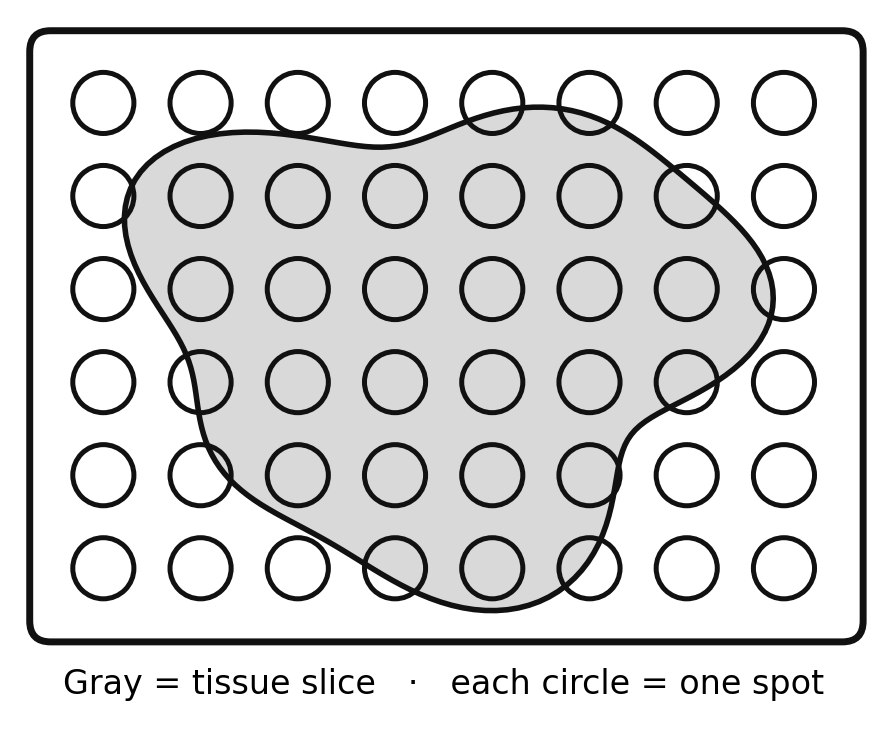 Gray = tissue slice · each circle = one spot